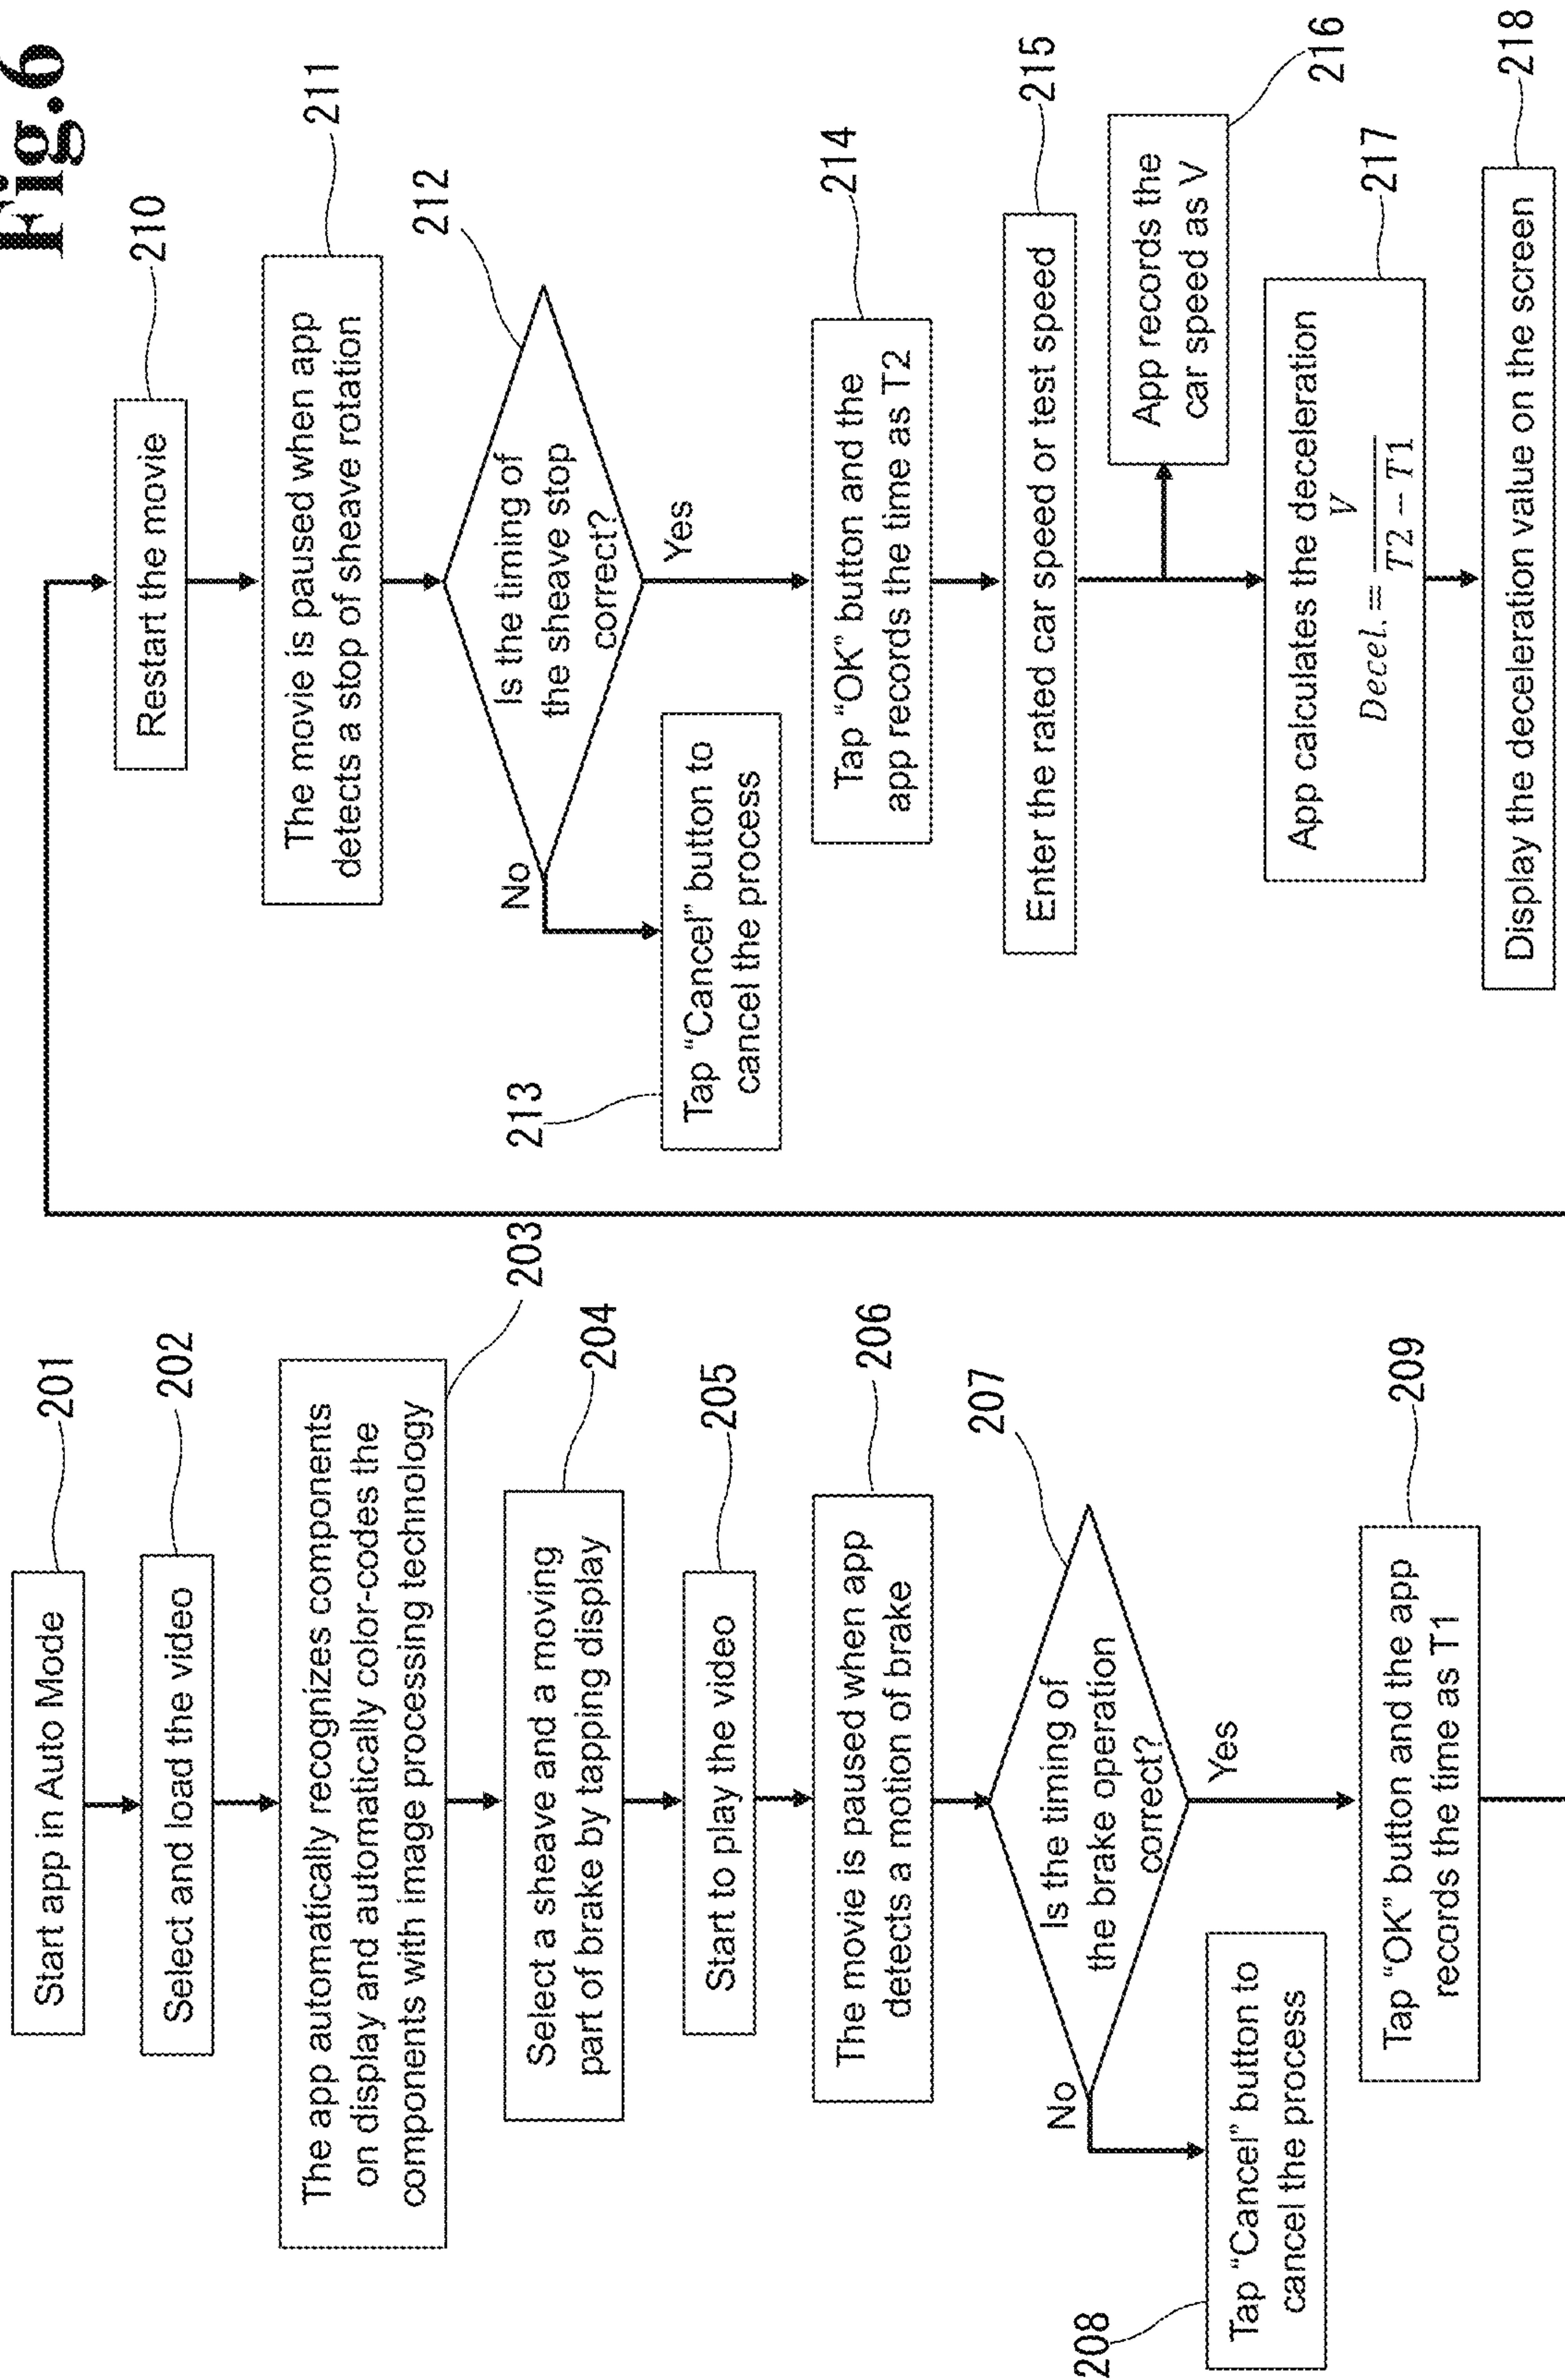 Fig.6
Start app in Auto Mode
201
Select and load the video
202
The app automatically recognizes components
on display and automatically color-codes the
components with image processing technology
203
Select a sheave and a moving
part of brake by tapping display
204
Start to play the video
205
The movie is paused when app
detects a motion of brake
206
Is the timing of
the brake operation
correct?
207
No
Yes
Tap “Cancel” button to
cancel the process
208
Tap “OK” button and the app
records the time as T1
209
Restart the movie
210
The movie is paused when app
detects a stop of sheave rotation
211
Is the timing of
the sheave stop
correct?
212
No
Yes
Tap “Cancel” button to
cancel the process
213
Tap “OK” button and the
app records the time as T2
214
Enter the rated car speed or test speed
215
App records the
car speed as V
216
App calculates the deceleration
Decel. = V / T2 − T1
217
Display the deceleration value on the screen
218